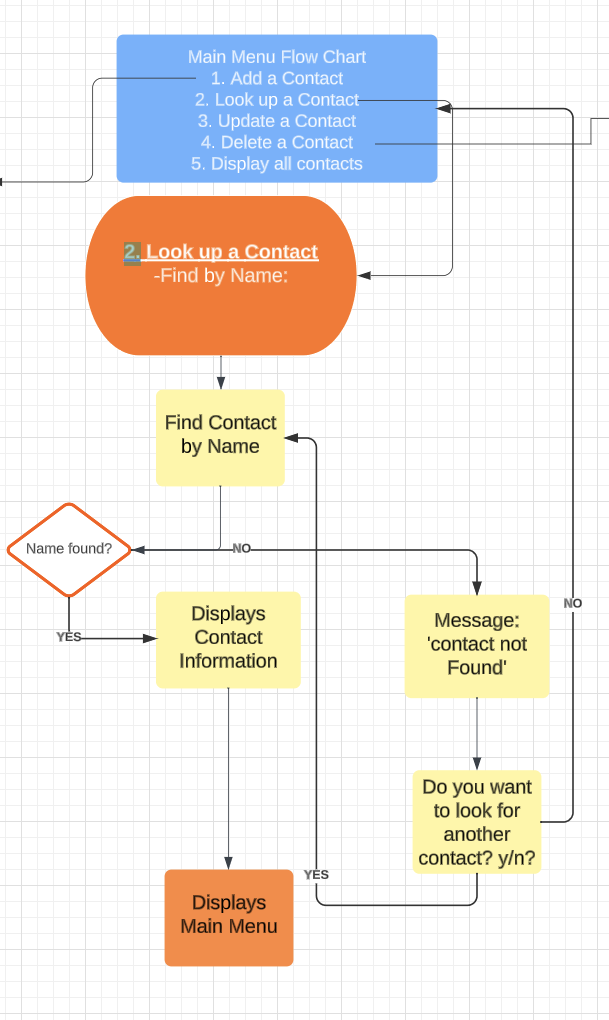 Main Menu Flow Chart
1. Add a Contact
2. Look up a Contact
3. Update a Contact
4. Delete a Contact
5. Display all contacts
2. Look up a Contact
-Find by Name:
Find Contact
by Name
Name found?
NO
YES
Displays
Contact
Information
Message:
'contact not
Found'
NO
Do you want
to look for
another
contact? y/n?
YES
Displays
Main Menu